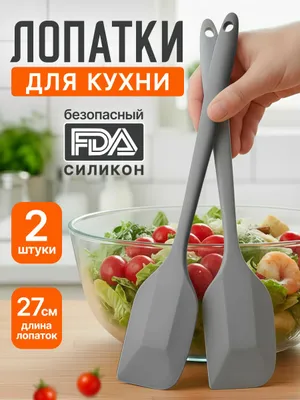 ЛОПАТКИ
ДЛЯ КУХНИ
безопасный
FDA
силикон
2
штуки
27см
длина
лопаток